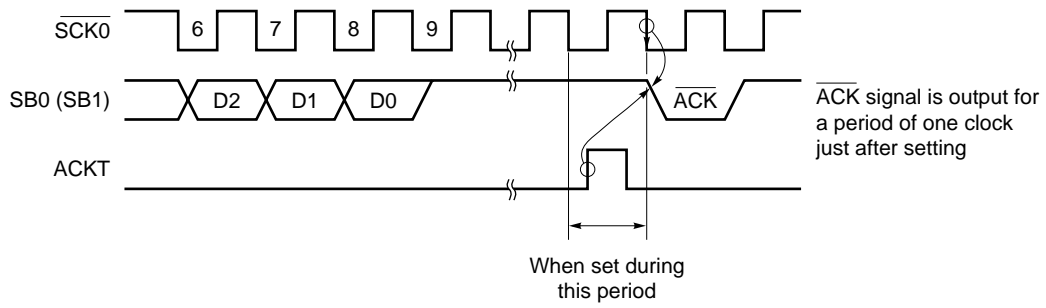 SCK0 6 7 8 9
SB0 (SB1) D2 D1 D0 ACK
ACK signal is output for
a period of one clock
just after setting
ACKT
When set during
this period